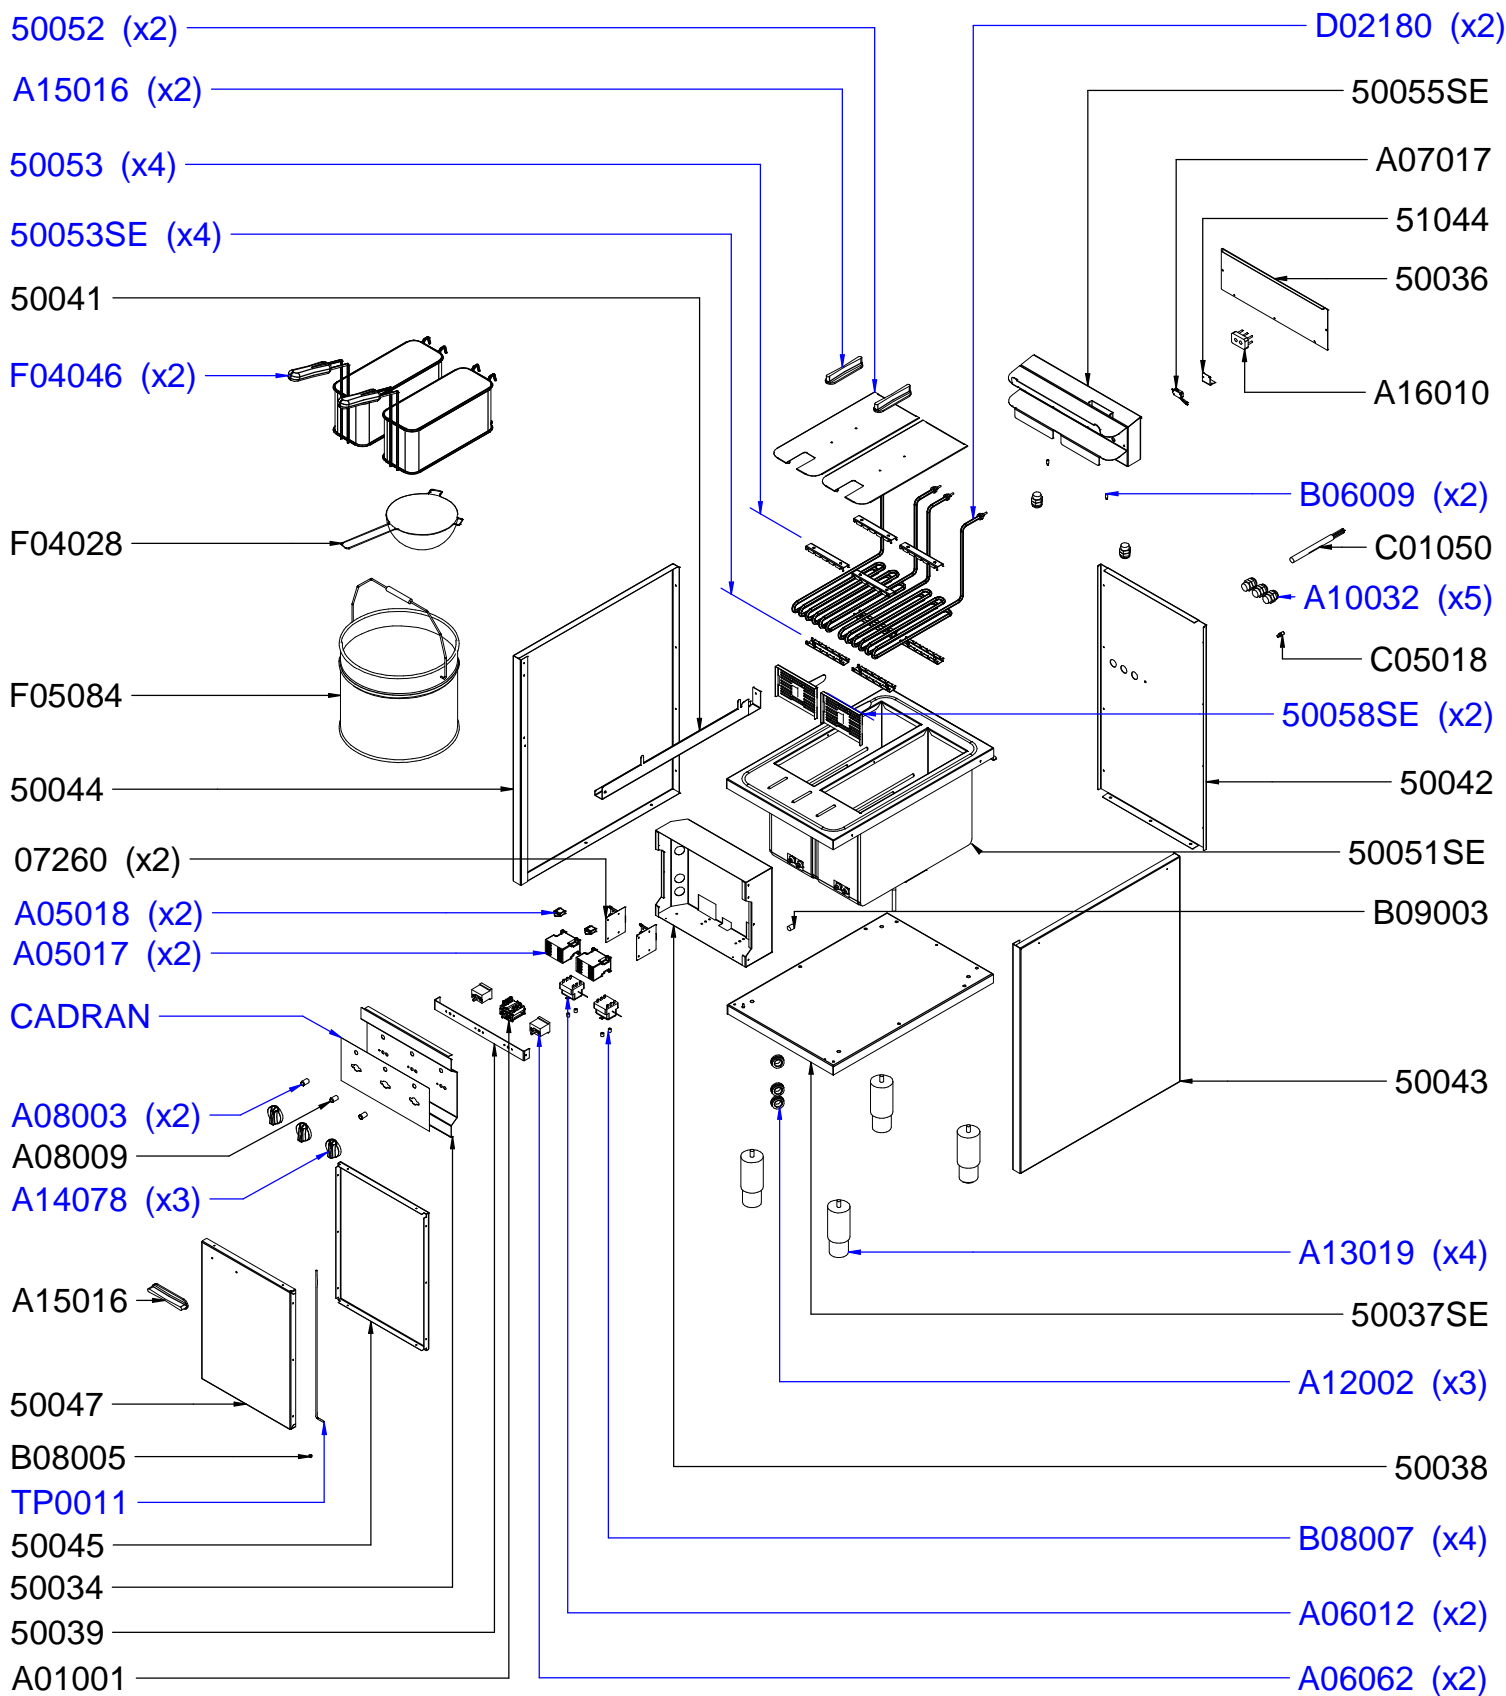 50052 (x2)
A15016 (x2)
50053 (x4)
50053SE (x4)
50041
F04046 (x2)
F04028
F05084
50044
07260 (x2)
A05018 (x2)
A05017 (x2)
CADRAN
A08003 (x2)
A08009
A14078 (x3)
A15016
50047
B08005
TP0011
50045
50034
50039
A01001
D02180 (x2)
50055SE
A07017
51044
50036
A16010
B06009 (x2)
C01050
A10032 (x5)
C05018
50058SE (x2)
50042
50051SE
B09003
50043
A13019 (x4)
50037SE
A12002 (x3)
50038
B08007 (x4)
A06012 (x2)
A06062 (x2)